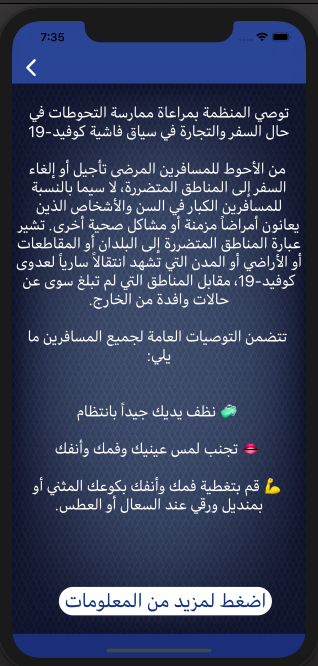 7:35
توصي المنظمة بمراعاة ممارسة التحوطات في
حال السفر والتجارة في سياق فاشية كوفيد-19
من الأحوط للمسافرين المرضى تأجيل أو إلغاء
السفر إلى المناطق المتضررة، لا سيما بالنسبة
للمسافرين الكبار في السن والأشخاص الذين
يعانون أمراضاً مزمنة أو مشاكل صحية أخرى. تشير
عبارة المناطق المتضررة إلى البلدان أو المقاطعات
أو الأراضي أو المدن التي تشهد انتقالاً سارياً لعدوى
كوفيد-19، مقابل المناطق التي لم تبلغ سوى عن
حالات وافدة من الخارج.
تتضمن التوصيات العامة لجميع المسافرين ما
يلي:
🧼 نظف يديك جيداً بانتظام
👄 تجنب لمس عينيك وفمك وأنفك
💪 قم بتغطية فمك وأنفك بكوعك المثني أو
بمنديل ورقي عند السعال أو العطس.
اضغط لمزيد من المعلومات